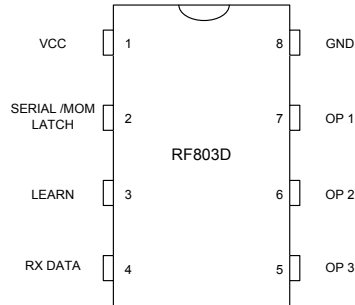 VCC 1 8 GND
SERIAL /MOM
LATCH 2 7 OP 1
RF803D
LEARN 3 6 OP 2
RX DATA 4 5 OP 3